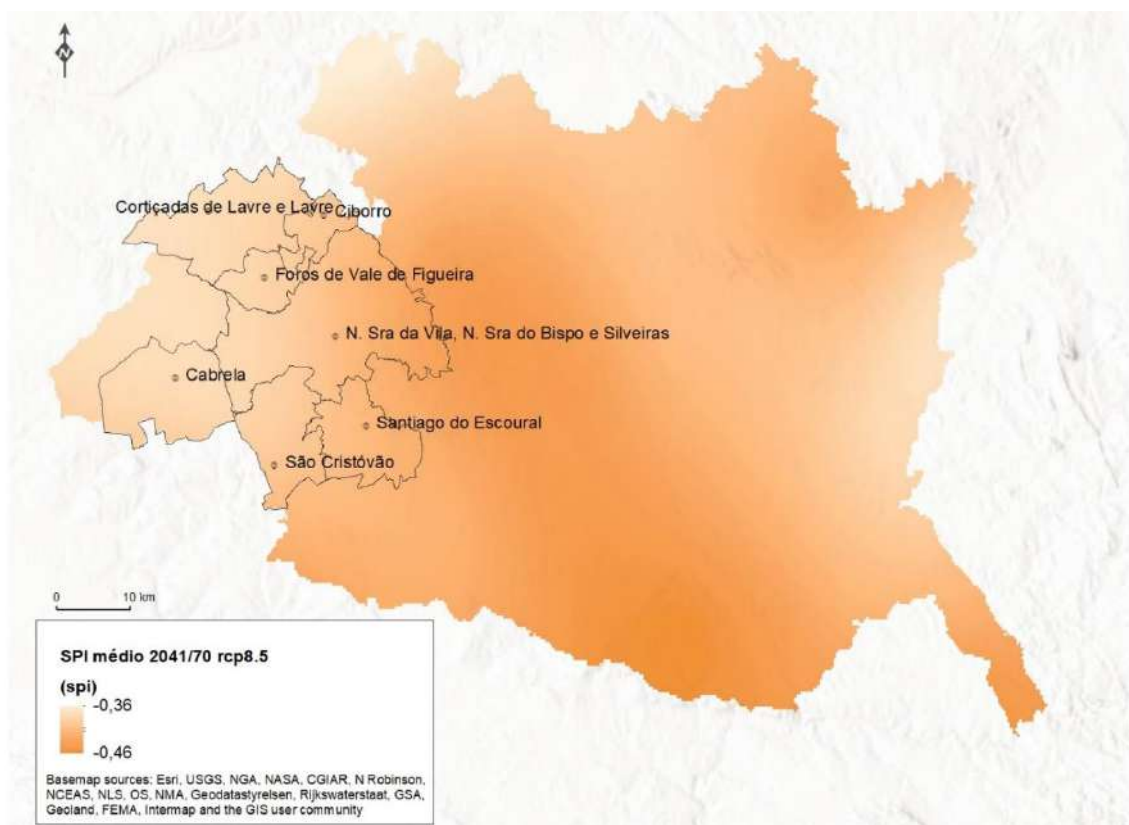 N
Cortiçadas de Lavre e Lavre
Ciborro
Foros de Vale de Figueira
N. Sra da Vila, N. Sra do Bispo e Silveiras
Cabrela
Santiago do Escoural
São Cristóvão
0 10 km
SPI médio 2041/70 rcp8.5
(spi)
-0,36
-0,46
Basemap sources: Esri, USGS, NGA, NASA, CGIAR, N Robinson,
NCEAS, NLS, OS, NMA, Geodatastyrelsen, Rijkswaterstaat, GSA,
Geoland, FEMA, Intermap and the GIS user community